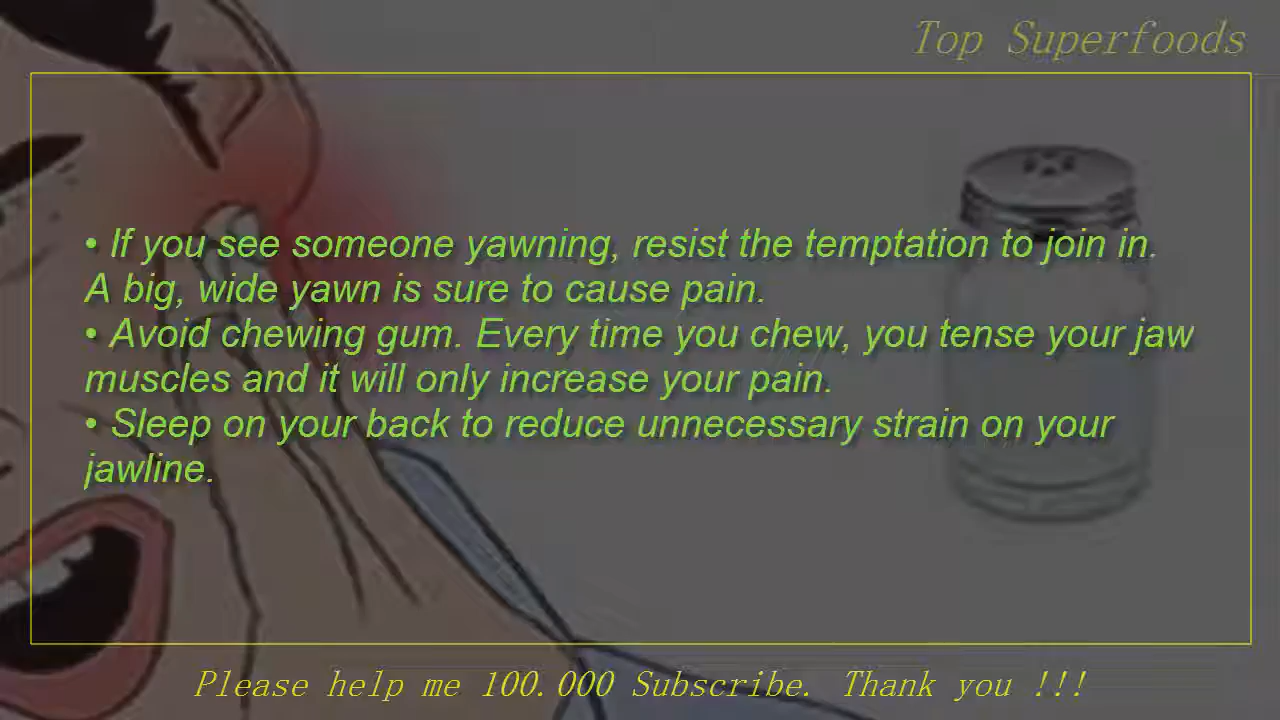 Top Superfoods
• If you see someone yawning, resist the temptation to join in.
A big, wide yawn is sure to cause pain.
• Avoid chewing gum. Every time you chew, you tense your jaw
muscles and it will only increase your pain.
• Sleep on your back to reduce unnecessary strain on your
jawline.
Please help me 100.000 Subscribe. Thank you !!!